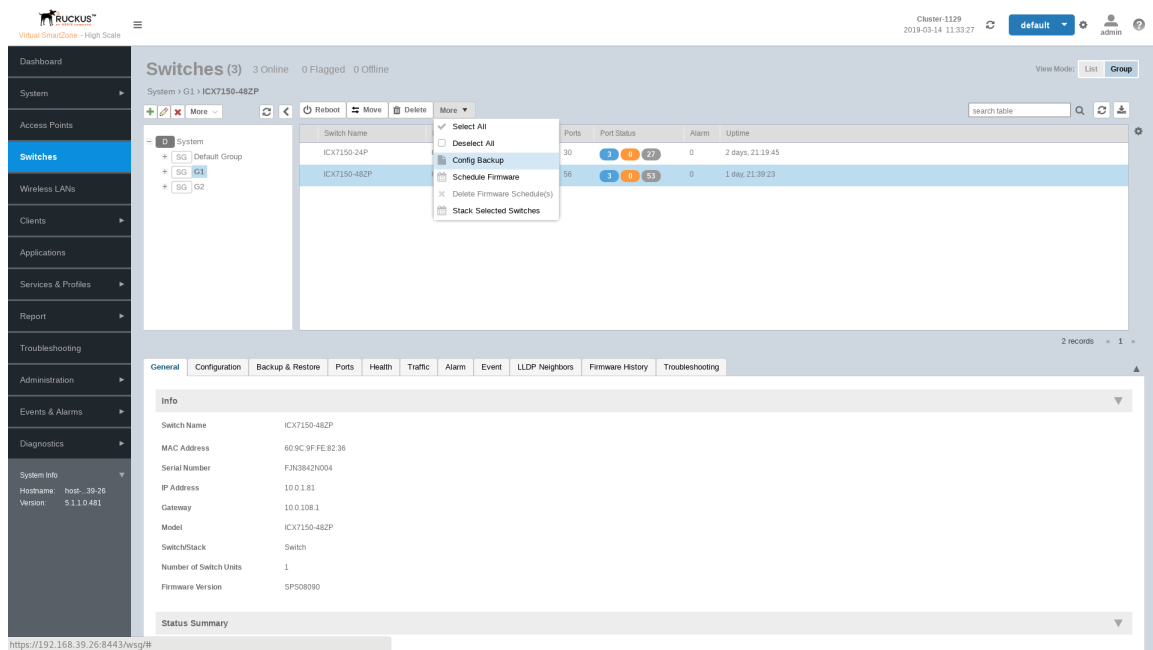 RUCKUS™
Virtual SmartZone - High Scale
Cluster-1129
2019-03-14 11:33:27
default
admin
Dashboard
System
Access Points
Switches
Wireless LANs
Clients
Applications
Services & Profiles
Report
Troubleshooting
Administration
Events & Alarms
Diagnostics
System Info
Hostname: host-...39-26
Version: 5.1.1.0.481
Switches (3) 3 Online 0 Flagged 0 Offline
View Mode: List Group
System › G1 › ICX7150-48ZP
More
Reboot Move Delete More
search table
D System
SG Default Group
SG G1
SG G2
Select All
Deselect All
Config Backup
Schedule Firmware
Delete Firmware Schedule(s)
Stack Selected Switches
Switch Name Ports Port Status Alarm Uptime
ICX7150-24P 30 3 0 27 0 2 days, 21:19:45
ICX7150-48ZP 56 3 0 53 0 1 day, 21:39:23
2 records « 1 »
General Configuration Backup & Restore Ports Health Traffic Alarm Event LLDP Neighbors Firmware History Troubleshooting
Info
Switch Name ICX7150-48ZP
MAC Address 60:9C:9F:FE:82:36
Serial Number FJN3842N004
IP Address 10.0.1.81
Gateway 10.0.108.1
Model ICX7150-48ZP
Switch/Stack Switch
Number of Switch Units 1
Firmware Version SPS08090
Status Summary
https://192.168.39.26:8443/wsg/#